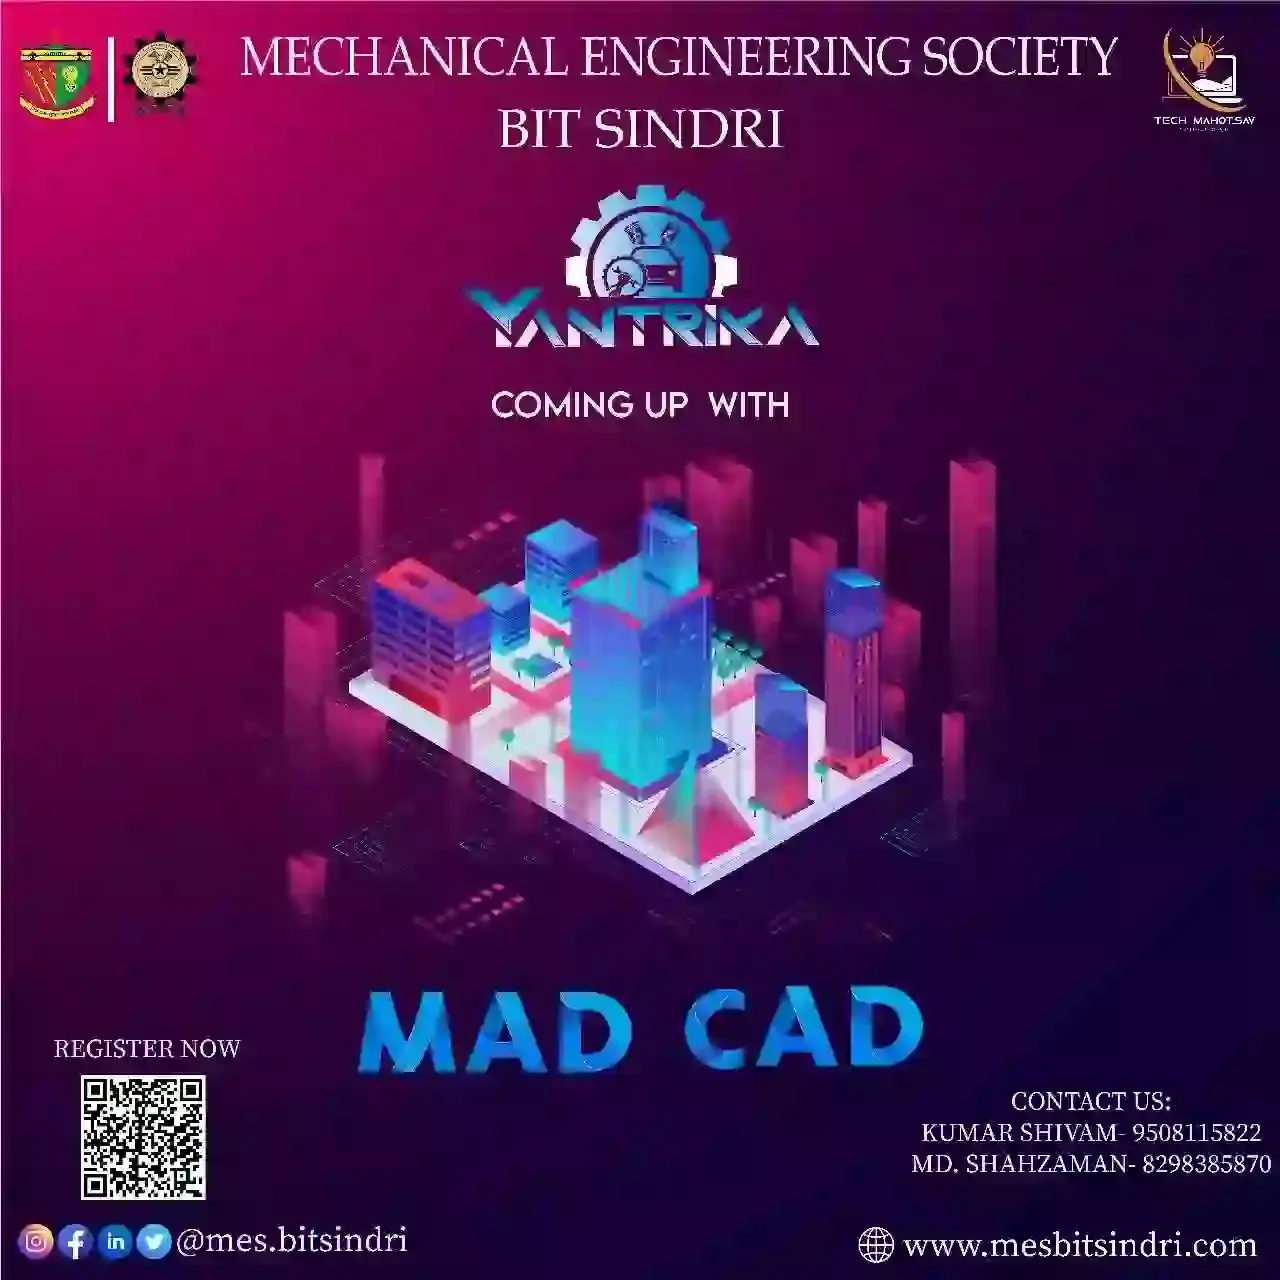 MECHANICAL ENGINEERING SOCIETY
BIT SINDRI
TECH MAHOTSAV
YANTRIKA
COMING UP WITH
MAD CAD
REGISTER NOW
CONTACT US:
KUMAR SHIVAM- 9508115822
MD. SHAHZAMAN- 8298385870
@mes.bitsindri
www.mesbitsindri.com